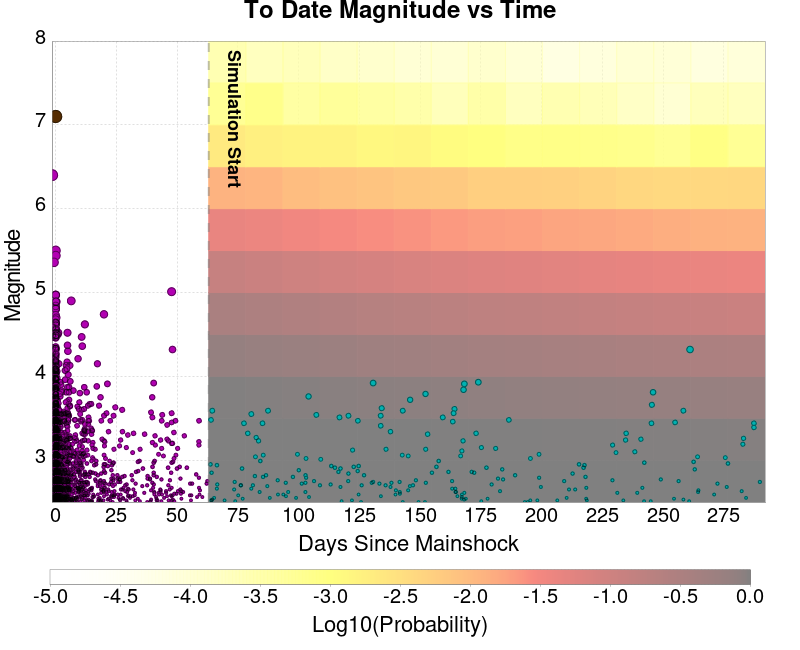 To Date Magnitude vs Time
8
7
6
5
4
3
Magnitude
Simulation Start
0 25 50 75 100 125 150 175 200 225 250 275
Days Since Mainshock
-5.0 -4.5 -4.0 -3.5 -3.0 -2.5 -2.0 -1.5 -1.0 -0.5 0.0
Log10(Probability)